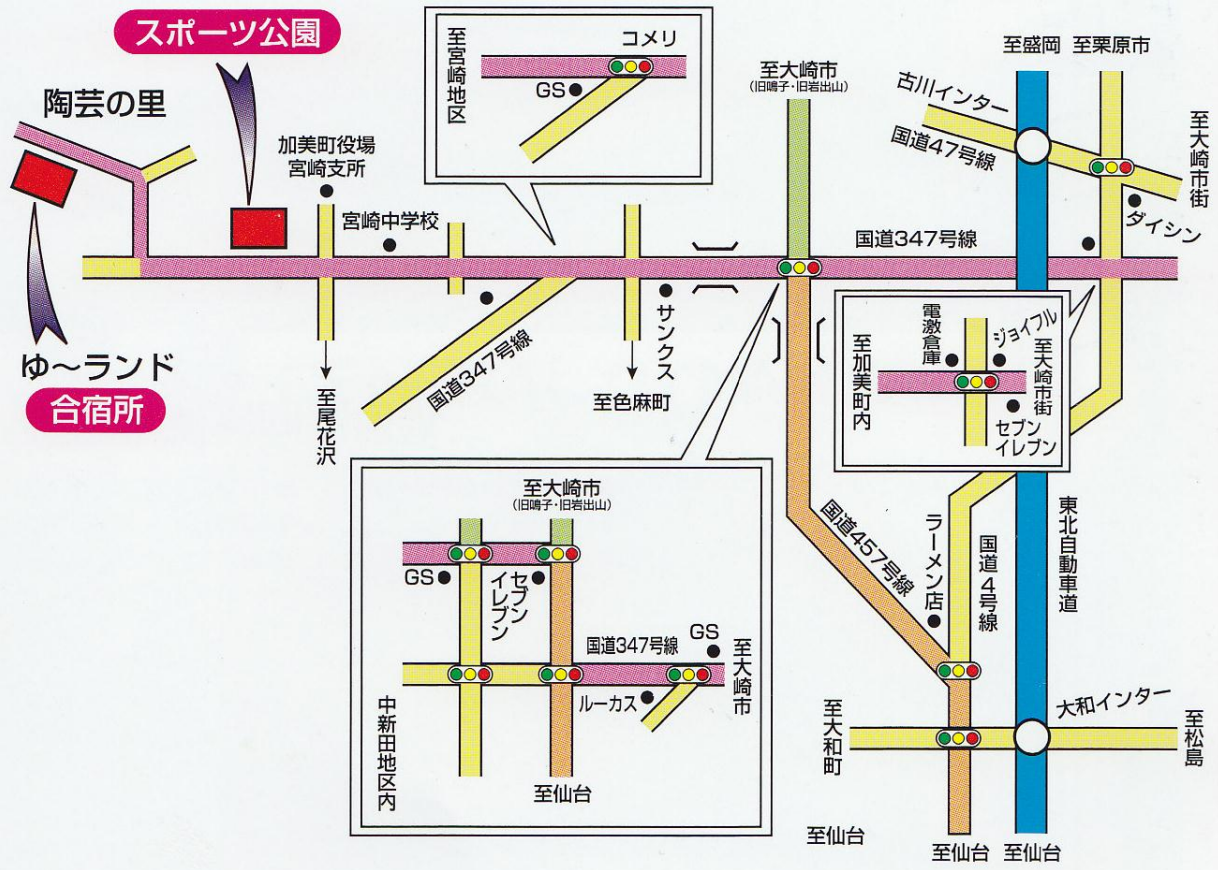 スポーツ公園
陶芸の里
加美町役場
宮崎支所
宮崎中学校
ゆ〜ランド
合宿所
至宮崎地区
コメリ
GS
至大崎市
(旧鳴子・旧岩出山)
至盛岡
至栗原市
古川インター
国道47号線
至大崎市街
ダイシン
国道347号線
国道347号線
サンクス
至尾花沢
至色麻町
至加美町内
電激倉庫
ジョイフル
至大崎市街
セブン
イレブン
至大崎市
(旧鳴子・旧岩出山)
GS
セブン
イレブン
国道347号線
GS
至大崎市
ルーカス
中新田地区内
至仙台
国道457号線
ラーメン店
国道4号線
東北自動車道
大和インター
至大和町
至松島
至仙台
至仙台
至仙台